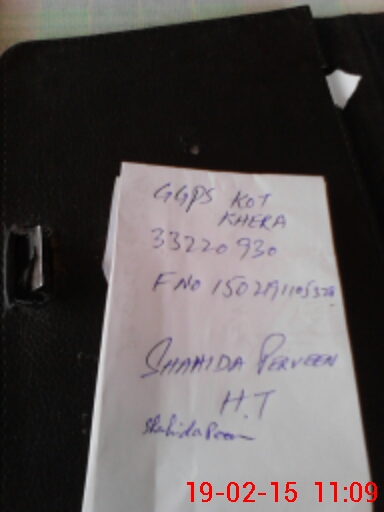 GGPS KOT
KHERA
33220930
F NO
SHAHIDA PERVEEN
H.T
19-02-15 11:09